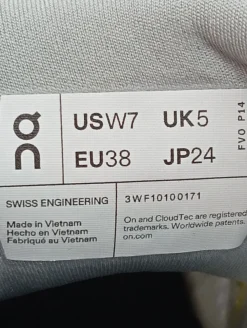 on
USW7 UK5
EU38 JP24
FV0 P14
SWISS ENGINEERING
3WF10100171
Made in Vietnam
Hecho en Vietnam
Fabriqué au Vietnam
On and CloudTec are registered
trademarks. Worldwide patents.
on.com